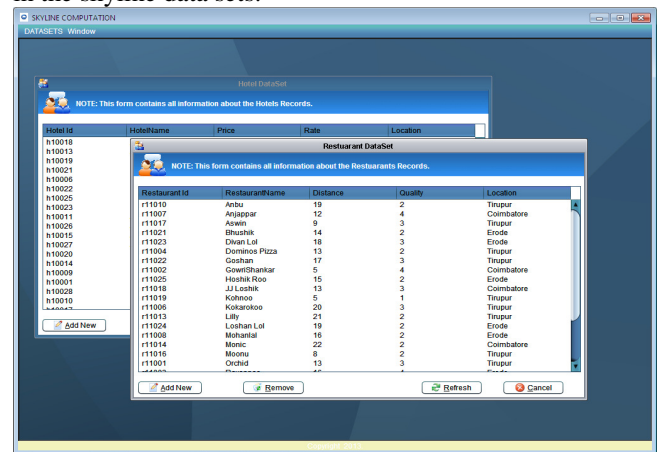 in the skyline data sets.
SKYLINE COMPUTATION
DATASETS Window
Hotel DataSet
NOTE: This form contains all information about the Hotels Records.
Hotel Id HotelName Price Rate Location
h10018
h10013
h10019
h10021
h10006
h10022
h10025
h10023
h10011
h10026
h10015
h10027
h10020
h10014
h10009
h10001
h10028
h10010
h10017
Add New
Restuarant DataSet
NOTE: This form contains all information about the Restuarants Records.
Restaurant Id RestaurantName Distance Quality Location
r11010 Anbu 19 2 Tirupur
r11007 Anjappar 12 4 Coimbatore
r11017 Aswin 9 3 Tirupur
r11021 Bhushik 14 2 Erode
r11023 Divan Lol 18 3 Erode
r11004 Dominos Pizza 13 2 Tirupur
r11022 Goshan 17 3 Tirupur
r11002 GowriShankar 5 4 Coimbatore
r11025 Hoshik Roo 15 2 Erode
r11018 JJ Loshik 13 3 Coimbatore
r11019 Kohnoo 5 1 Tirupur
r11006 Kokarokoo 20 3 Tirupur
r11013 Lilly 21 2 Tirupur
r11024 Loshan Lol 19 2 Erode
r11008 Mohanlal 16 2 Erode
r11014 Monic 22 2 Coimbatore
r11016 Moonu 8 2 Tirupur
r11001 Orchid 13 3 Tirupur
Add New Remove Refresh Cancel